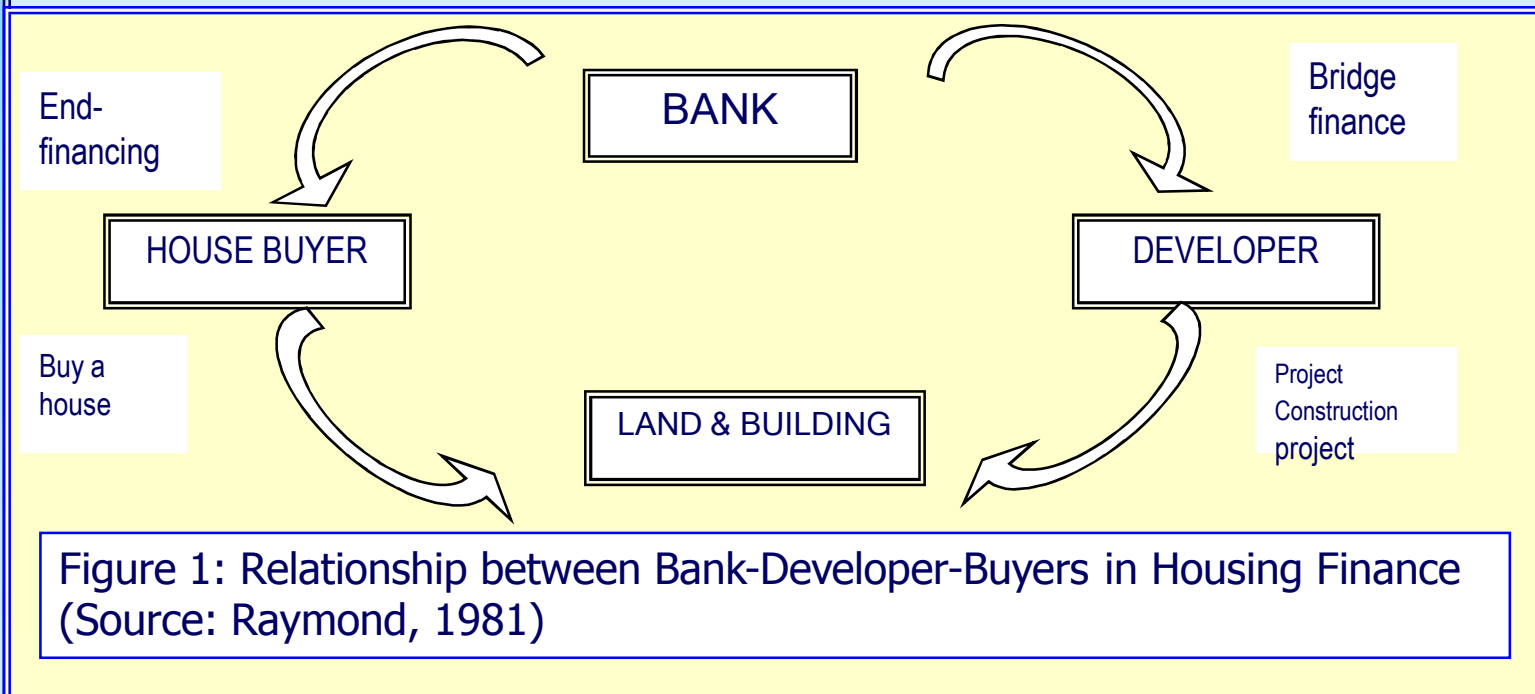 End-
financing
BANK
Bridge
finance
HOUSE BUYER
DEVELOPER
Buy a
house
LAND & BUILDING
Project
Construction
project
Figure 1: Relationship between Bank-Developer-Buyers in Housing Finance
(Source: Raymond, 1981)